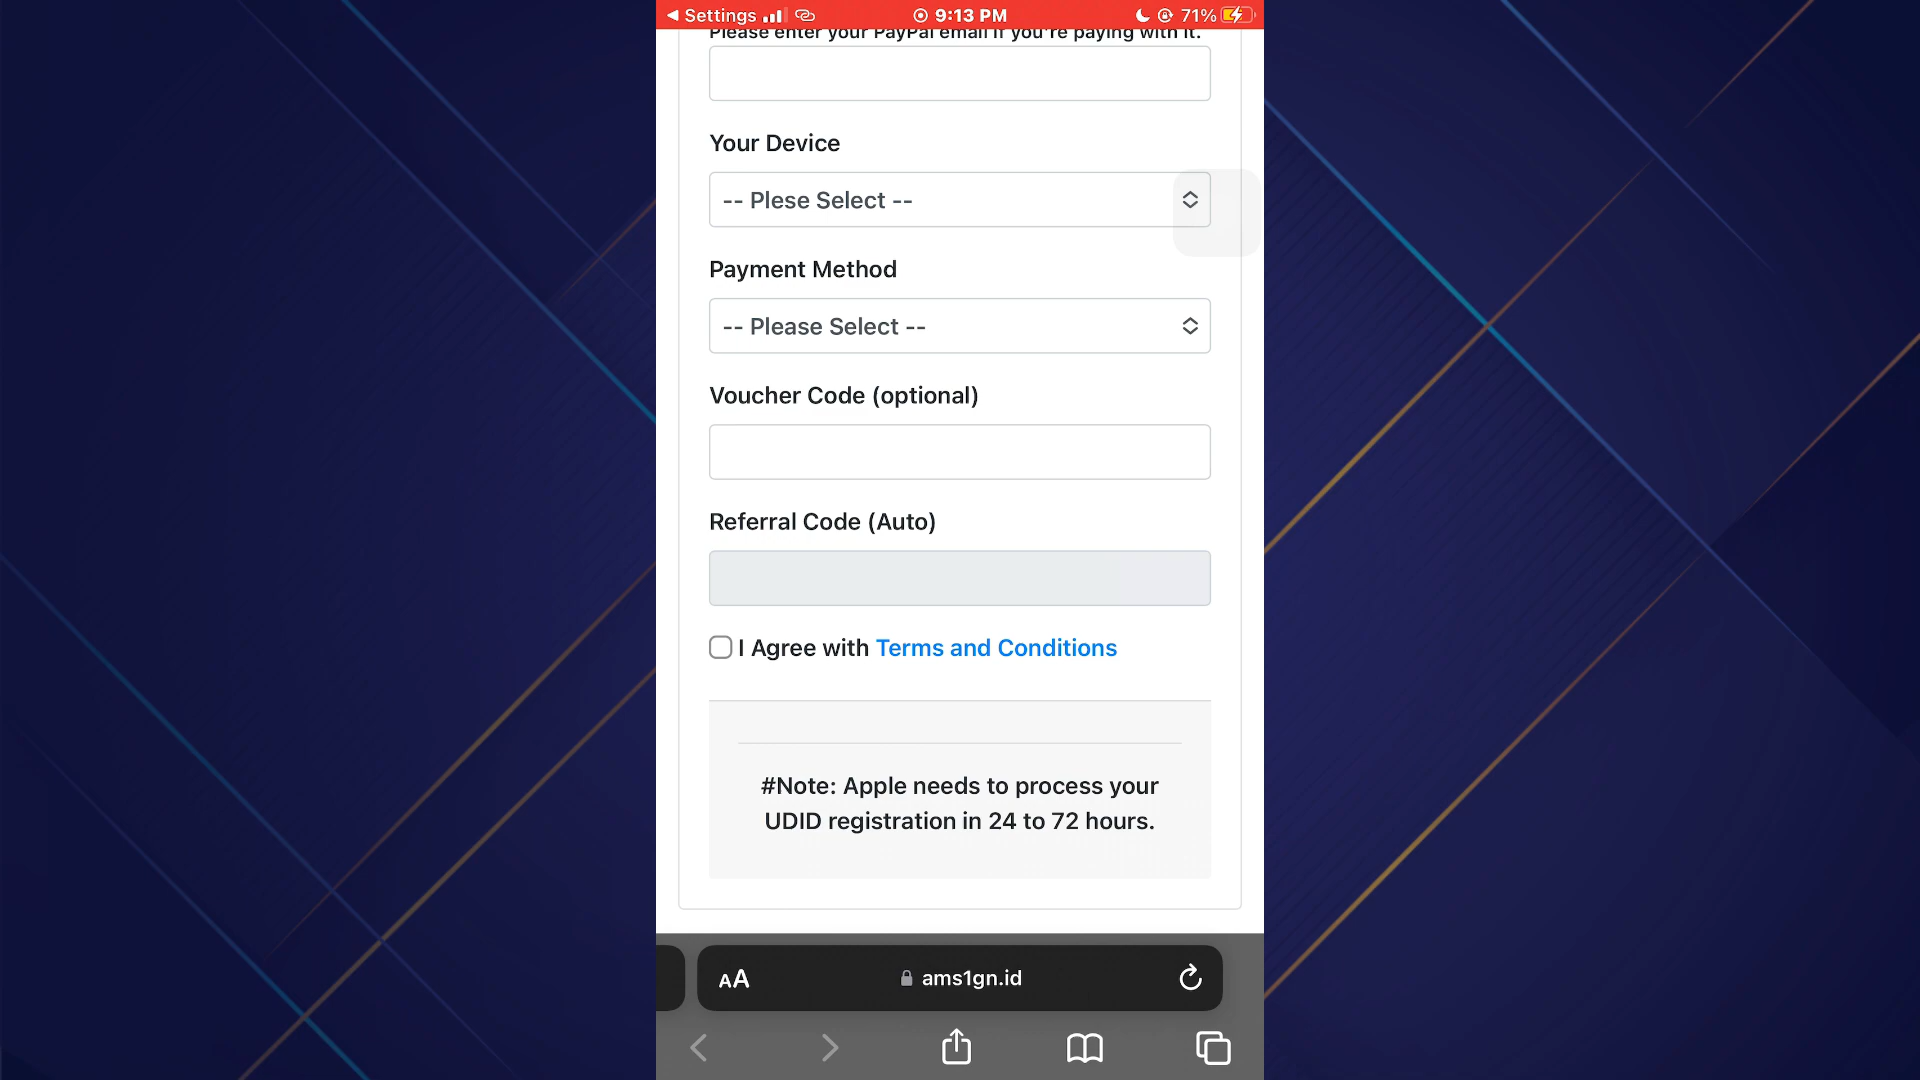 Settings 9:13 PM 71%
Please enter your PayPal email if you're paying with it.
Your Device
-- Plese Select --
Payment Method
-- Please Select --
Voucher Code (optional)
Referral Code (Auto)
I Agree with Terms and Conditions
#Note: Apple needs to process your
UDID registration in 24 to 72 hours.
AA ams1gn.id